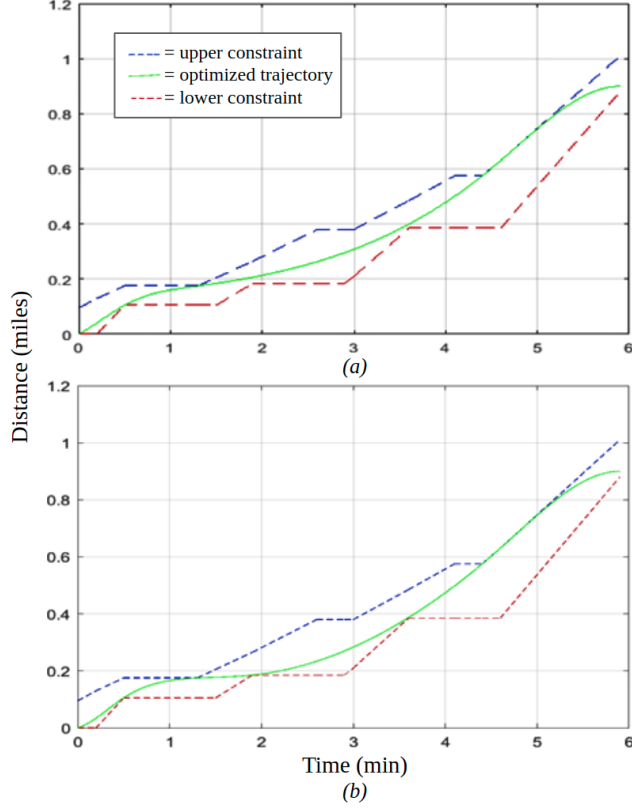 1.2
1
0.8
0.6
0.4
0.2
0
= upper constraint
= optimized trajectory
= lower constraint
0 1 2 3 4 5 6
(a)
Distance (miles)
1.2
1
0.8
0.6
0.4
0.2
0
0 1 2 3 4 5 6
Time (min)
(b)